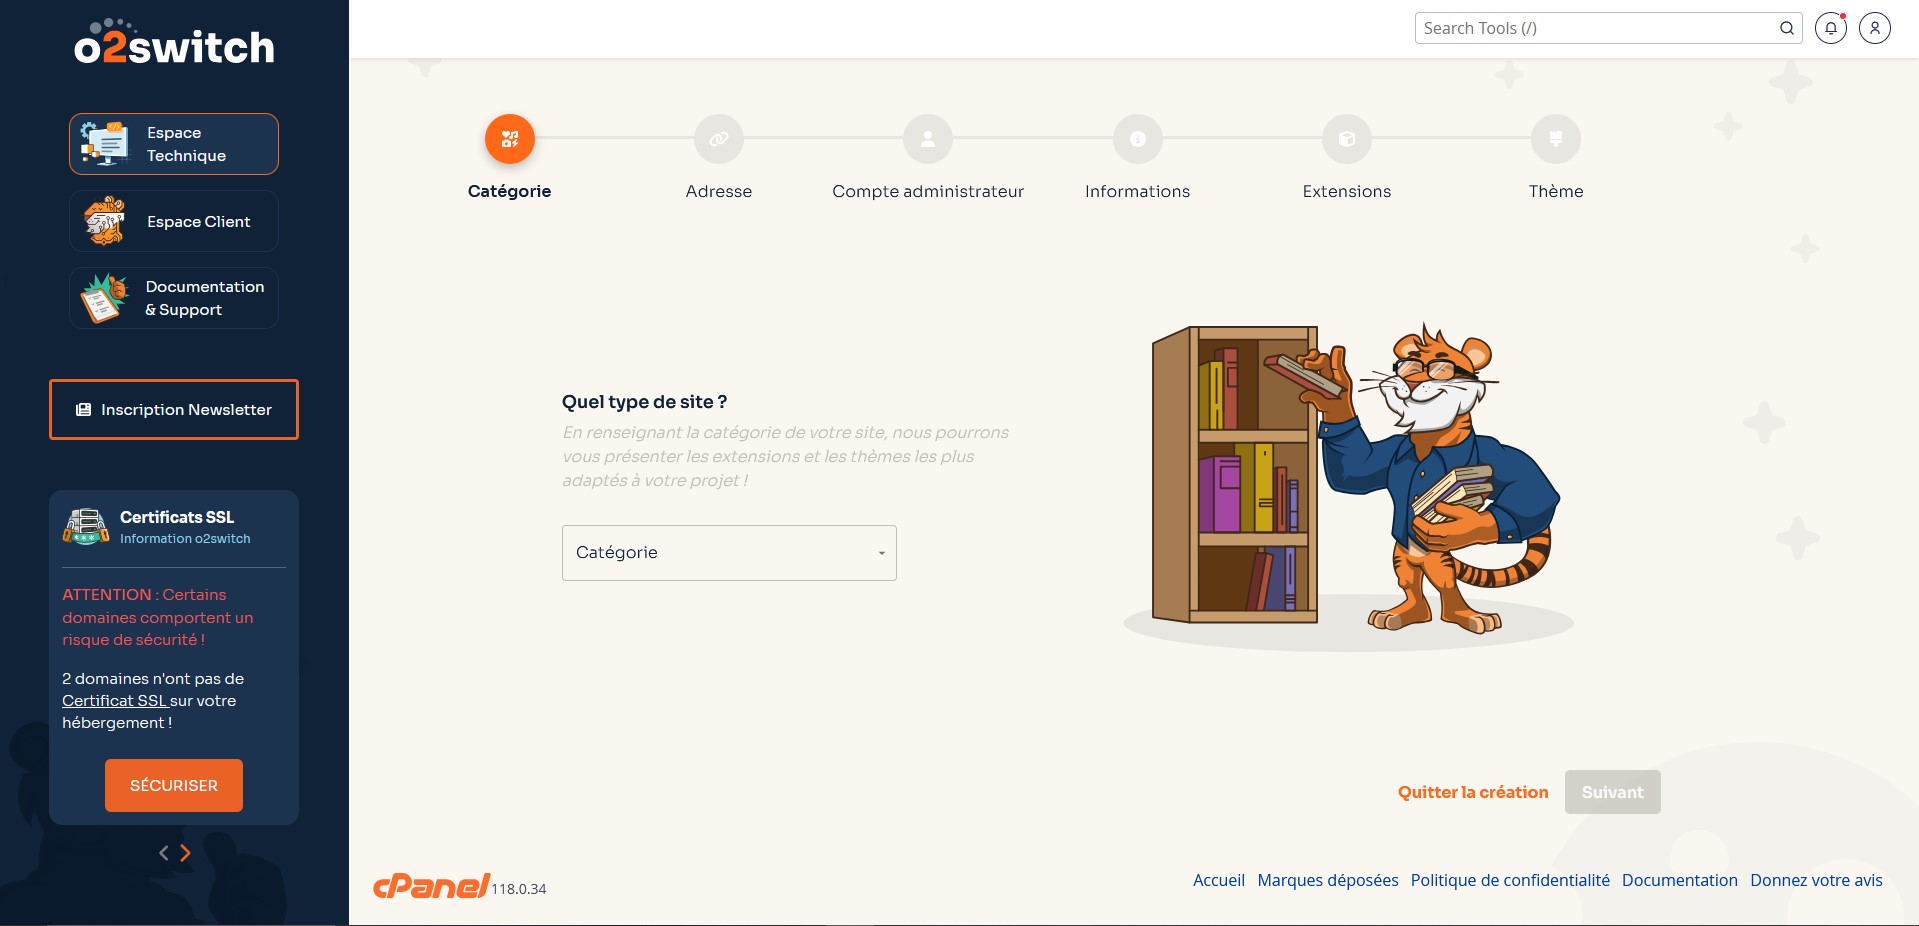 o2switch
Search Tools (/)
Espace
Technique
Espace Client
Documentation
& Support
Inscription Newsletter
Certificats SSL
Information o2switch
ATTENTION : Certains
domaines comportent un
risque de sécurité !
2 domaines n'ont pas de
Certificat SSL sur votre
hébergement !
SÉCURISER
Catégorie
Adresse
Compte administrateur
Informations
Extensions
Thème
Quel type de site ?
En renseignant la catégorie de votre site, nous pourrons
vous présenter les extensions et les thèmes les plus
adaptés à votre projet !
Catégorie
Quitter la création
Suivant
cPanel 118.0.34
Accueil Marques déposées Politique de confidentialité Documentation Donnez votre avis